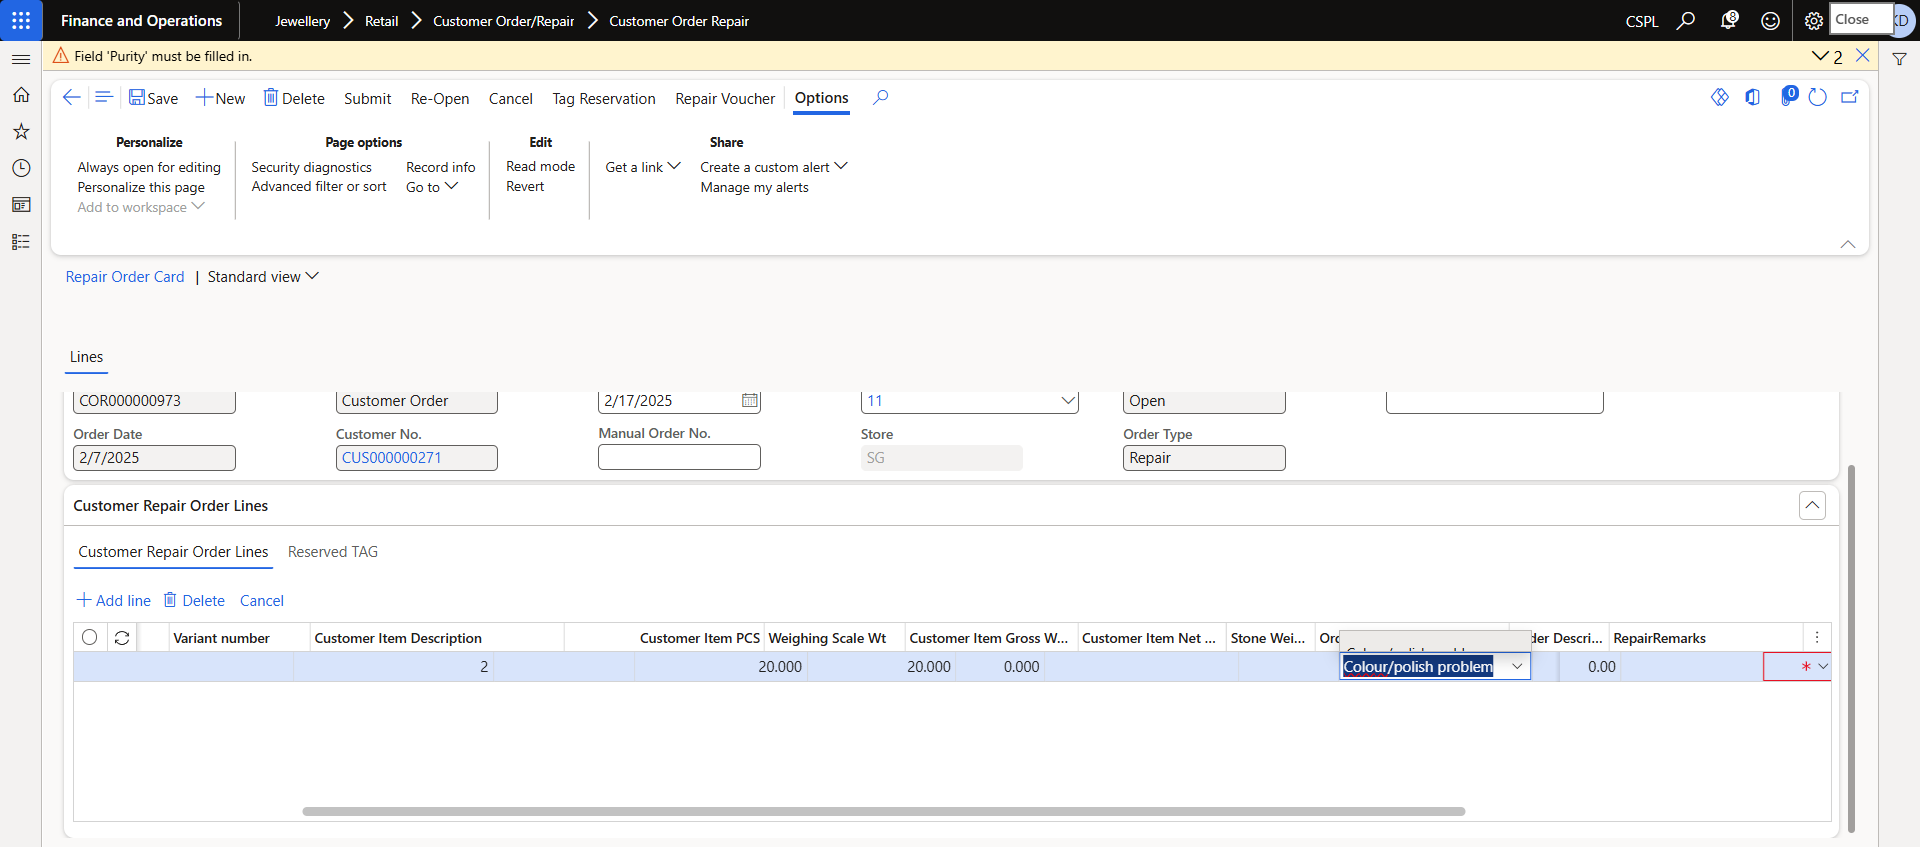 Finance and Operations
Jewellery
Retail
Customer Order/Repair
Customer Order Repair
CSPL
8
Close
Field 'Purity' must be filled in.
2
Save
New
Delete
Submit
Re-Open
Cancel
Tag Reservation
Repair Voucher
Options
0
Personalize
Always open for editing
Personalize this page
Add to workspace
Page options
Security diagnostics
Advanced filter or sort
Record info
Go to
Edit
Read mode
Revert
Share
Get a link
Create a custom alert
Manage my alerts
Repair Order Card | Standard view
Lines
COR000000973
Customer Order
2/17/2025
11
Open
Order Date
Customer No.
Manual Order No.
Store
Order Type
2/7/2025
CUS000000271
SG
Repair
Customer Repair Order Lines
Customer Repair Order Lines
Reserved TAG
Add line
Delete
Cancel
Variant number
Customer Item Description
Customer Item PCS
Weighing Scale Wt
Customer Item Gross W...
Customer Item Net ...
Stone Wei...
RepairRemarks
2
20.000
20.000
0.000
Colour/polish problem
0.00
*